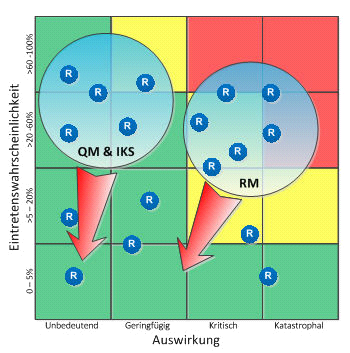 Eintretenswahrscheinlichkeit
>60-100%
>20-60%
>5 – 20%
0 – 5%
R
R
R
R
R
R
R
R
R
R
R
QM & IKS
RM
R
R
R
R
R
R
Unbedeutend
Geringfügig
Kritisch
Katastrophal
Auswirkung